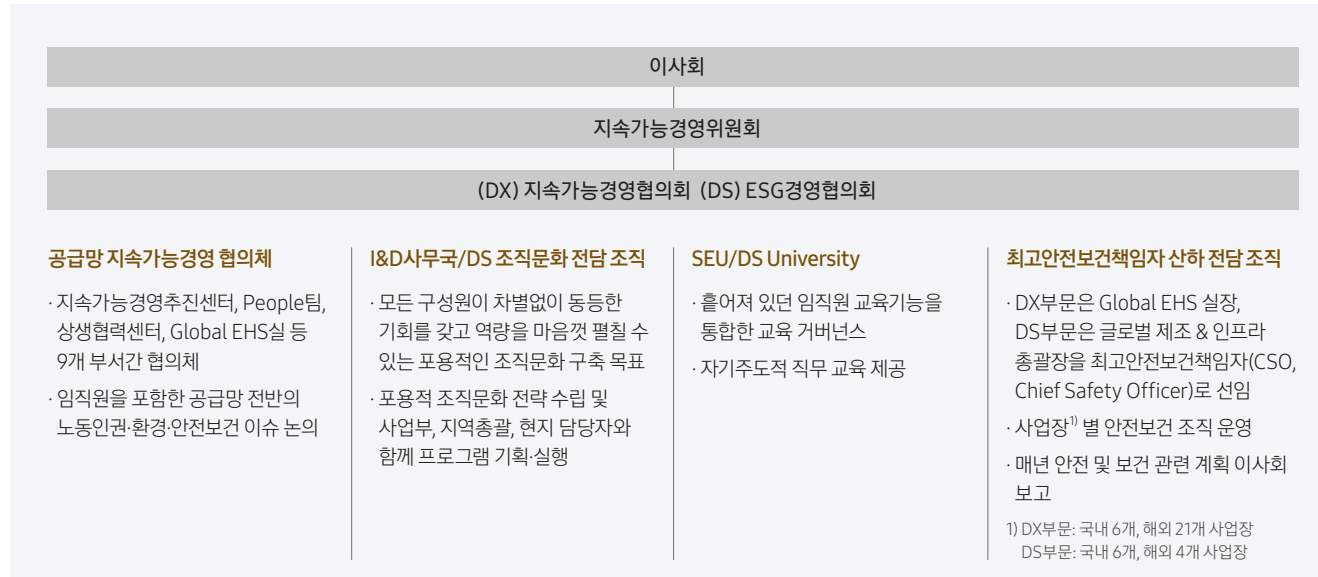 이사회
지속가능경영위원회
(DX) 지속가능경영협의회 (DS) ESG경영협의회
공급망 지속가능경영 협의체
· 지속가능경영추진센터, People팀,
상생협력센터, Global EHS실 등
9개 부서간 협의체
· 임직원을 포함한 공급망 전반의
노동인권·환경·안전보건 이슈 논의
I&D사무국/DS 조직문화 전담 조직
· 모든 구성원이 차별없이 동등한
기회를 갖고 역량을 마음껏 펼칠 수
있는 포용적인 조직문화 구축 목표
· 포용적 조직문화 전략 수립 및
사업부, 지역총괄, 현지 담당자와
함께 프로그램 기획·실행
SEU/DS University
· 흩어져 있던 임직원 교육기능을
통합한 교육 거버넌스
· 자기주도적 직무 교육 제공
최고안전보건책임자 산하 전담 조직
· DX부문은 Global EHS 실장,
DS부문은 글로벌 제조 & 인프라
총괄장을 최고안전보건책임자(CSO,
Chief Safety Officer)로 선임
· 사업장1) 별 안전보건 조직 운영
· 매년 안전 및 보건 관련 계획 이사회
보고
1) DX부문: 국내 6개, 해외 21개 사업장
DS부문: 국내 6개, 해외 4개 사업장